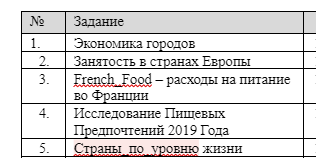 № Задание
1. Экономика городов
2. Занятость в странах Европы
3. French_Food – расходы на питание
во Франции
4. Исследование Пищевых
Предпочтений 2019 Года
5. Страны_по_уровню жизни